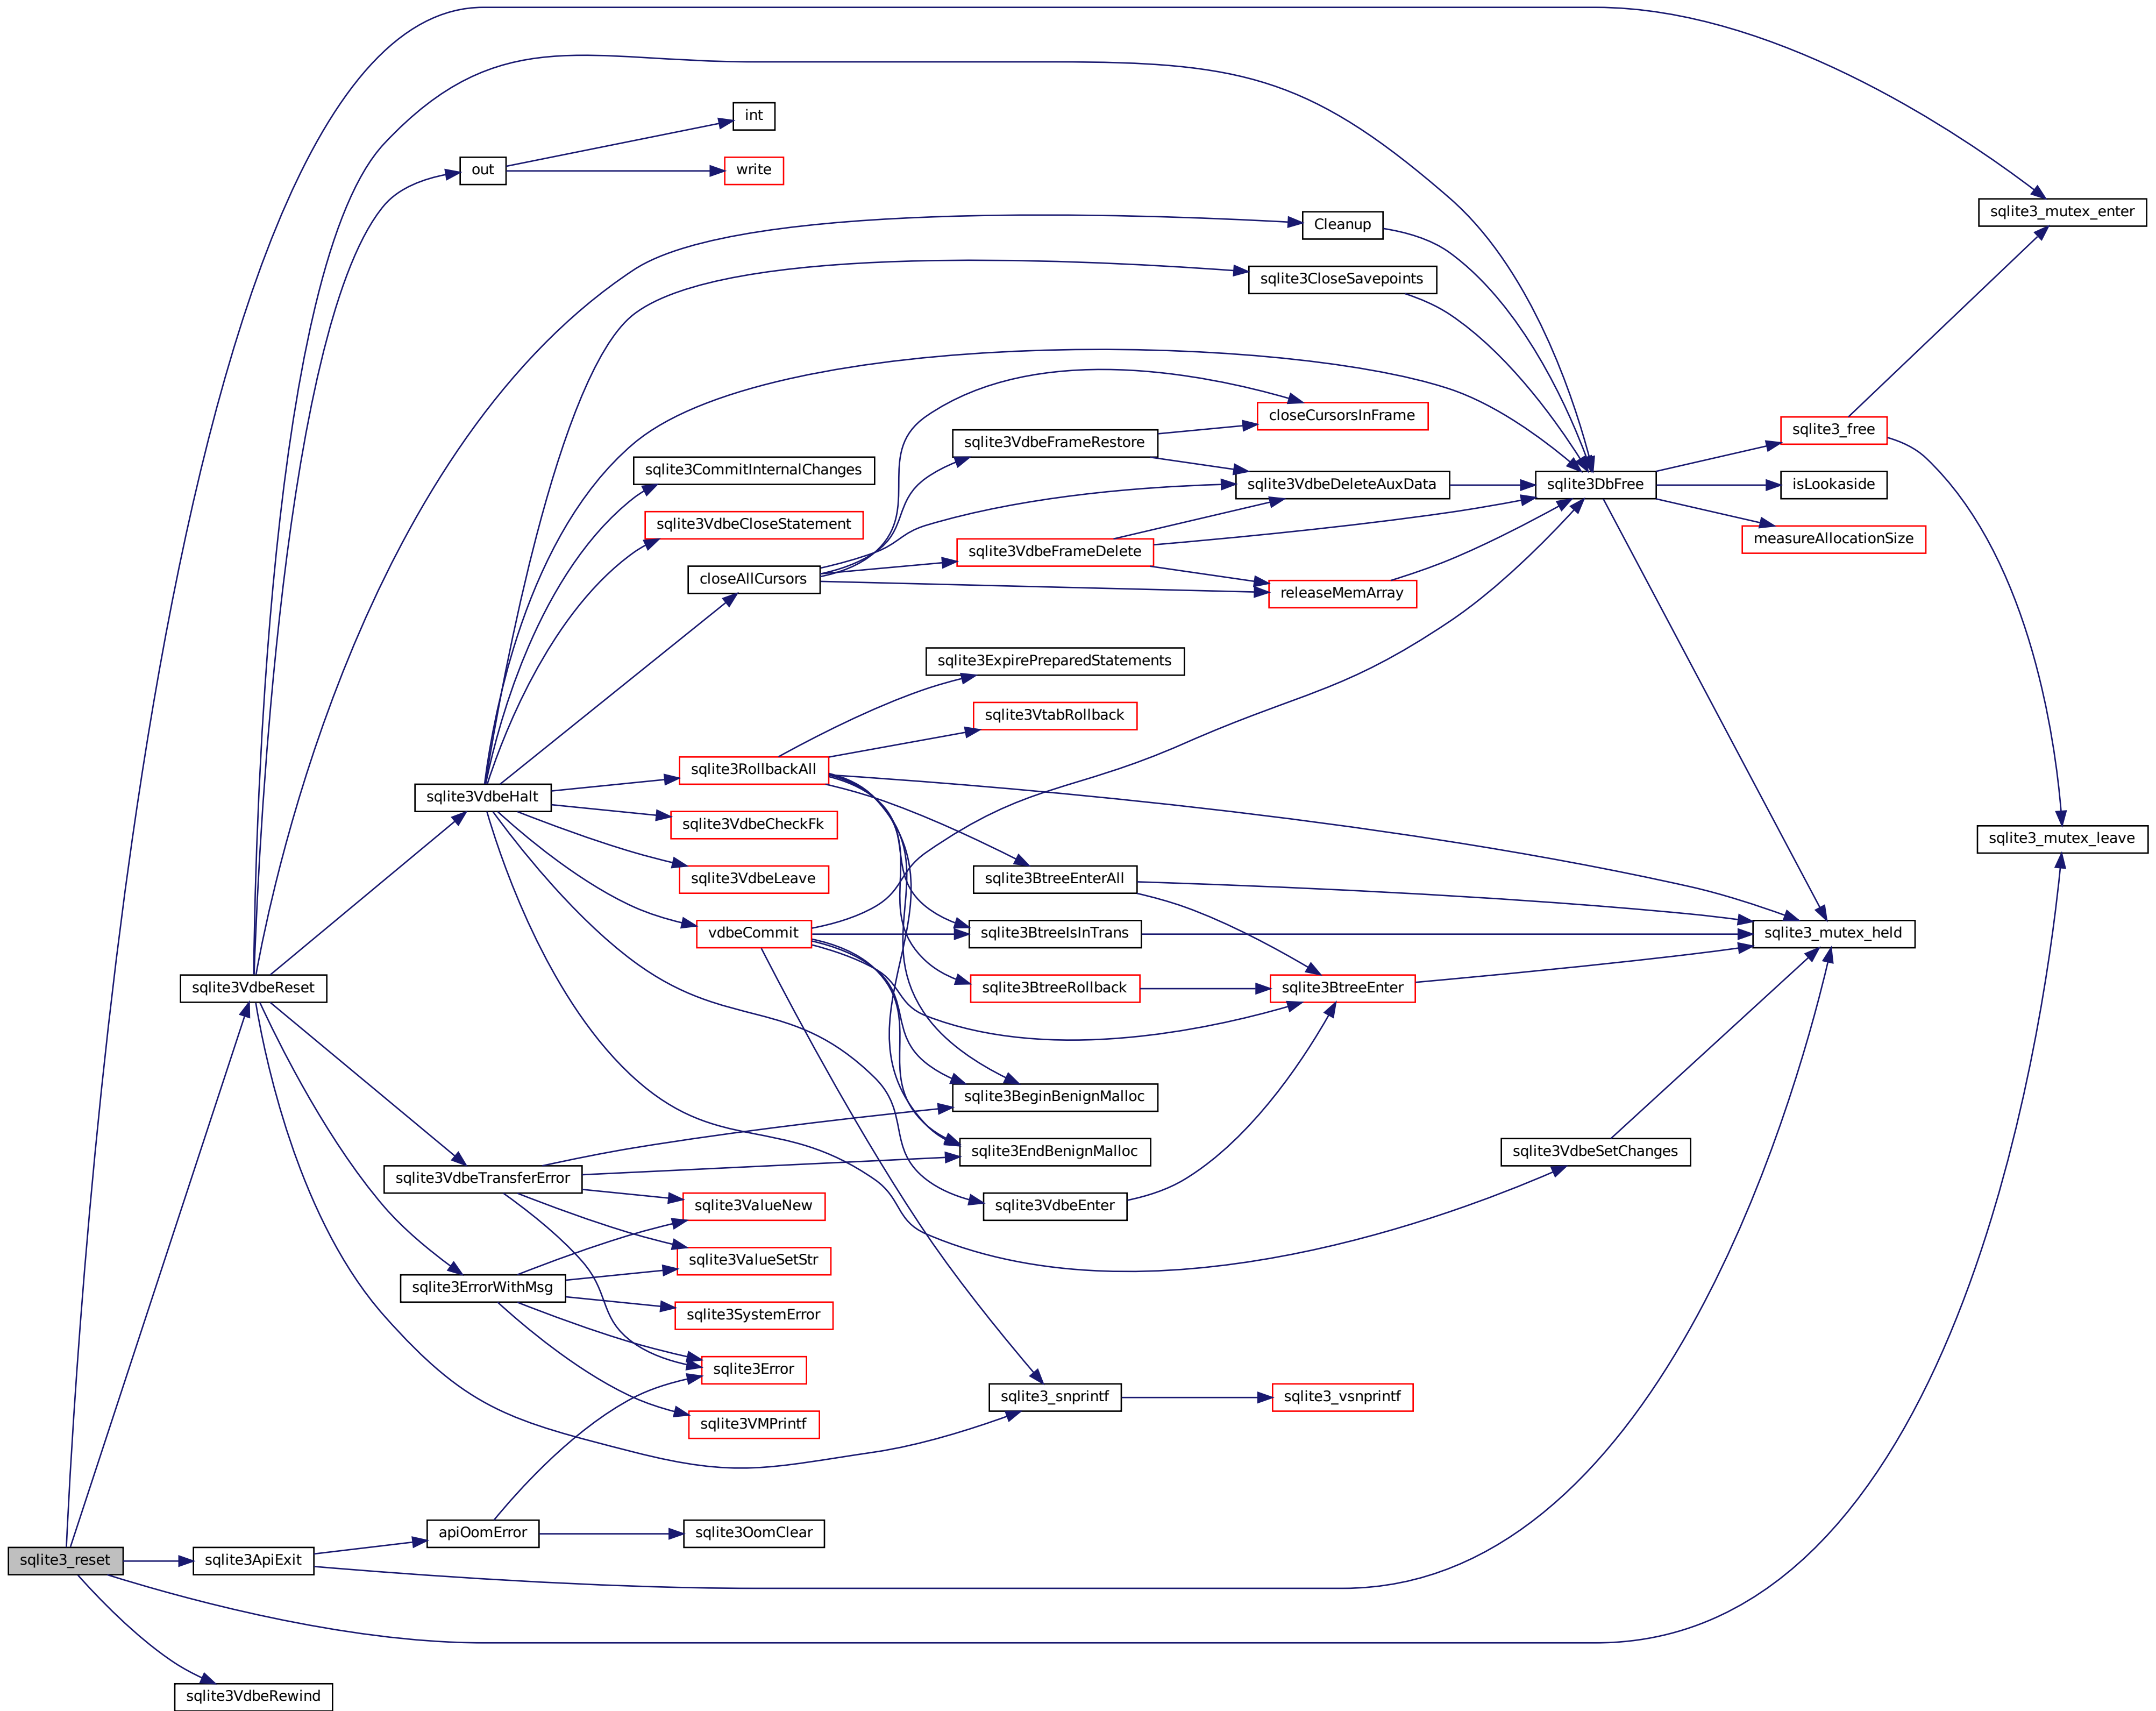 int
out
write
sqlite3_mutex_enter
Cleanup
sqlite3CloseSavepoints
closeCursorsInFrame
sqlite3_free
sqlite3VdbeFrameRestore
sqlite3CommitInternalChanges
sqlite3VdbeDeleteAuxData
sqlite3DbFree
isLookaside
sqlite3VdbeCloseStatement
measureAllocationSize
sqlite3VdbeFrameDelete
closeAllCursors
releaseMemArray
sqlite3ExpirePreparedStatements
sqlite3VtabRollback
sqlite3RollbackAll
sqlite3VdbeHalt
sqlite3VdbeCheckFk
sqlite3_mutex_leave
sqlite3VdbeLeave
sqlite3BtreeEnterAll
vdbeCommit
sqlite3BtreeIsInTrans
sqlite3_mutex_held
sqlite3VdbeReset
sqlite3BtreeRollback
sqlite3BtreeEnter
sqlite3BeginBenignMalloc
sqlite3EndBenignMalloc
sqlite3VdbeSetChanges
sqlite3VdbeTransferError
sqlite3ValueNew
sqlite3VdbeEnter
sqlite3ValueSetStr
sqlite3ErrorWithMsg
sqlite3SystemError
sqlite3Error
sqlite3_snprintf
sqlite3_vsnprintf
sqlite3VMPrintf
apiOomError
sqlite3OomClear
sqlite3_reset
sqlite3ApiExit
sqlite3VdbeRewind